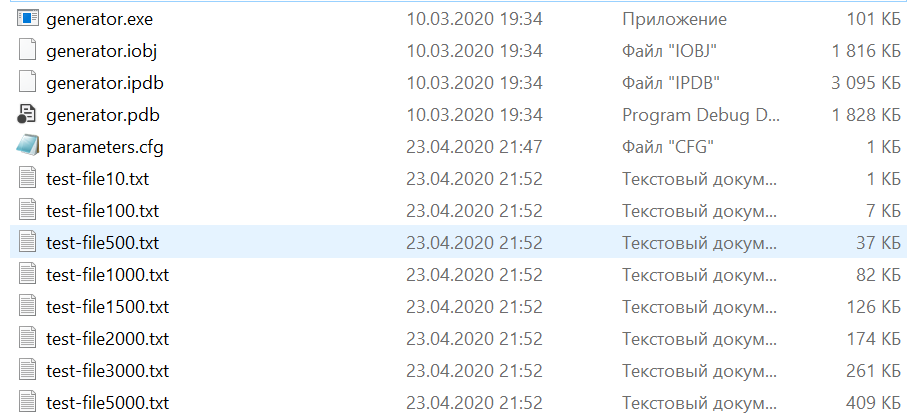 generator.exe 10.03.2020 19:34 Приложение 101 КБ
generator.iobj 10.03.2020 19:34 Файл "IOBJ" 1 816 КБ
generator.ipdb 10.03.2020 19:34 Файл "IPDB" 3 095 КБ
generator.pdb 10.03.2020 19:34 Program Debug D... 1 828 КБ
parameters.cfg 23.04.2020 21:47 Файл "CFG" 1 КБ
test-file10.txt 23.04.2020 21:52 Текстовый докум... 1 КБ
test-file100.txt 23.04.2020 21:52 Текстовый докум... 7 КБ
test-file500.txt 23.04.2020 21:52 Текстовый докум... 37 КБ
test-file1000.txt 23.04.2020 21:52 Текстовый докум... 82 КБ
test-file1500.txt 23.04.2020 21:52 Текстовый докум... 126 КБ
test-file2000.txt 23.04.2020 21:52 Текстовый докум... 174 КБ
test-file3000.txt 23.04.2020 21:52 Текстовый докум... 261 КБ
test-file5000.txt 23.04.2020 21:52 Текстовый докум... 409 КБ